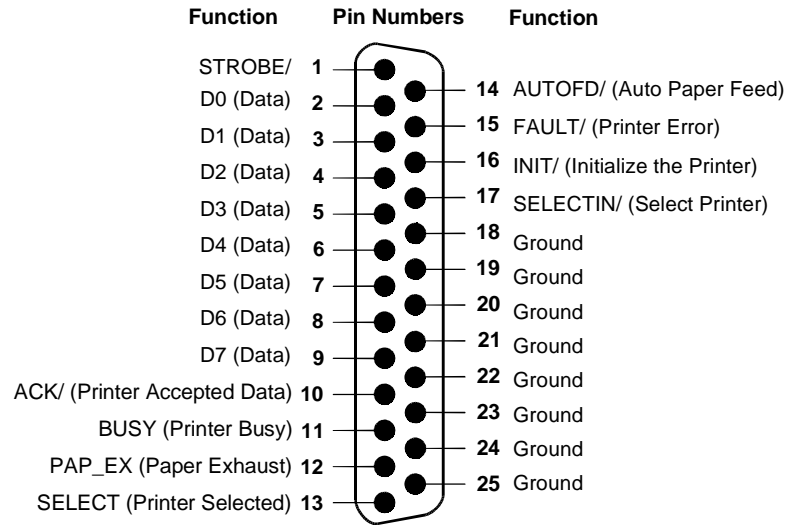 Function Pin Numbers Function
STROBE/ 1
D0 (Data) 2
D1 (Data) 3
D2 (Data) 4
D3 (Data) 5
D4 (Data) 6
D5 (Data) 7
D6 (Data) 8
D7 (Data) 9
ACK/ (Printer Accepted Data) 10
BUSY (Printer Busy) 11
PAP_EX (Paper Exhaust) 12
SELECT (Printer Selected) 13
14 AUTOFD/ (Auto Paper Feed)
15 FAULT/ (Printer Error)
16 INIT/ (Initialize the Printer)
17 SELECTIN/ (Select Printer)
18 Ground
19 Ground
20 Ground
21 Ground
22 Ground
23 Ground
24 Ground
25 Ground